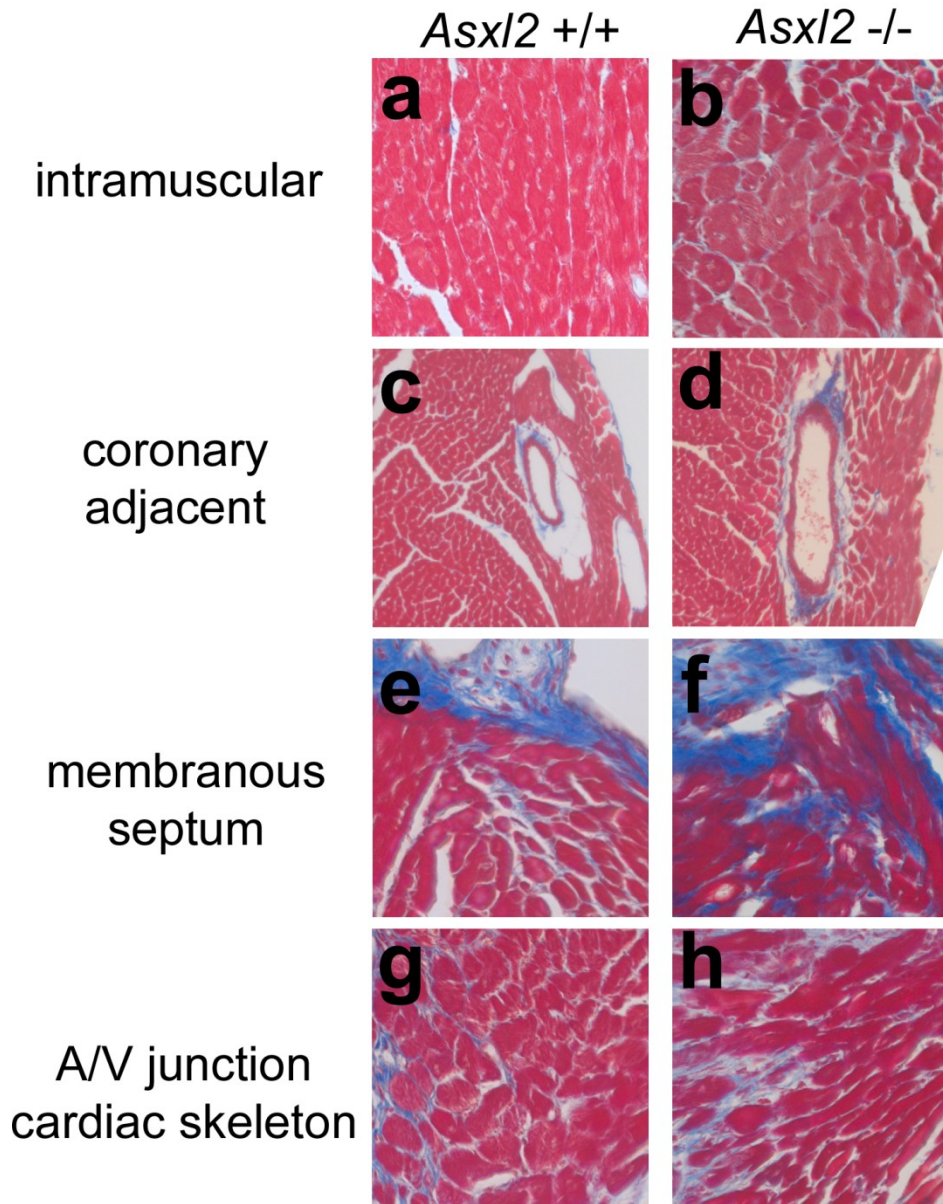 Asxl2 +/+ Asxl2 -/-
a b
intramuscular
c d
coronary
adjacent
e f
membranous
septum
g h
A/V junction
cardiac skeleton